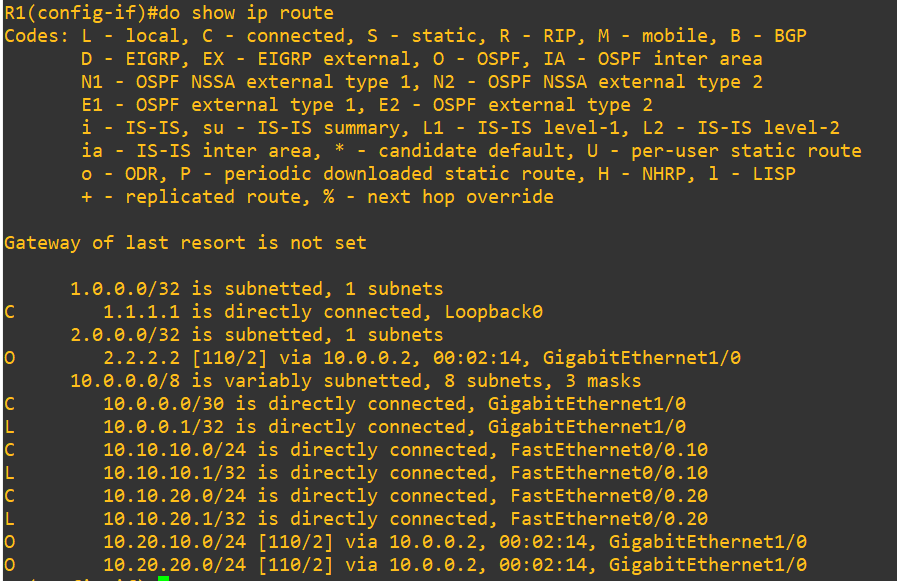 R1(config-if)#do show ip route
Codes: L - local, C - connected, S - static, R - RIP, M - mobile, B - BGP
       D - EIGRP, EX - EIGRP external, O - OSPF, IA - OSPF inter area
       N1 - OSPF NSSA external type 1, N2 - OSPF NSSA external type 2
       E1 - OSPF external type 1, E2 - OSPF external type 2
       i - IS-IS, su - IS-IS summary, L1 - IS-IS level-1, L2 - IS-IS level-2
       ia - IS-IS inter area, * - candidate default, U - per-user static route
       o - ODR, P - periodic downloaded static route, H - NHRP, l - LISP
       + - replicated route, % - next hop override

Gateway of last resort is not set

      1.0.0.0/32 is subnetted, 1 subnets
C        1.1.1.1 is directly connected, Loopback0
      2.0.0.0/32 is subnetted, 1 subnets
O        2.2.2.2 [110/2] via 10.0.0.2, 00:02:14, GigabitEthernet1/0
      10.0.0.0/8 is variably subnetted, 8 subnets, 3 masks
C        10.0.0.0/30 is directly connected, GigabitEthernet1/0
L        10.0.0.1/32 is directly connected, GigabitEthernet1/0
C        10.10.10.0/24 is directly connected, FastEthernet0/0.10
L        10.10.10.1/32 is directly connected, FastEthernet0/0.10
C        10.10.20.0/24 is directly connected, FastEthernet0/0.20
L        10.10.20.1/32 is directly connected, FastEthernet0/0.20
O        10.20.10.0/24 [110/2] via 10.0.0.2, 00:02:14, GigabitEthernet1/0
O        10.20.20.0/24 [110/2] via 10.0.0.2, 00:02:14, GigabitEthernet1/0